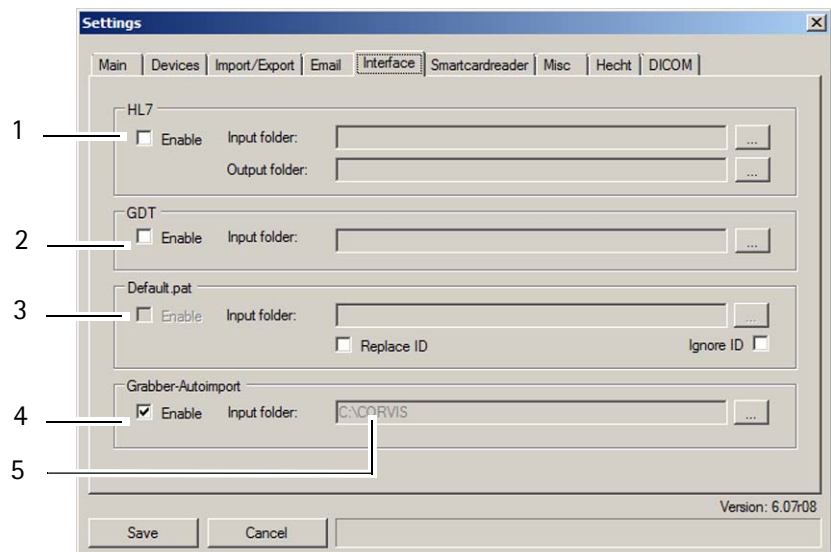 Settings
Main Devices Import/Export Email Interface Smartcardreader Misc Hecht DICOM
HL7
1 Enable Input folder: ...
Output folder: ...
GDT
2 Enable Input folder: ...
Default.pat
3 Enable Input folder: ...
Replace ID Ignore ID
Grabber-Autoimport
4 Enable Input folder: C:\CORVIS ...
5
Version: 6.07r08
Save Cancel